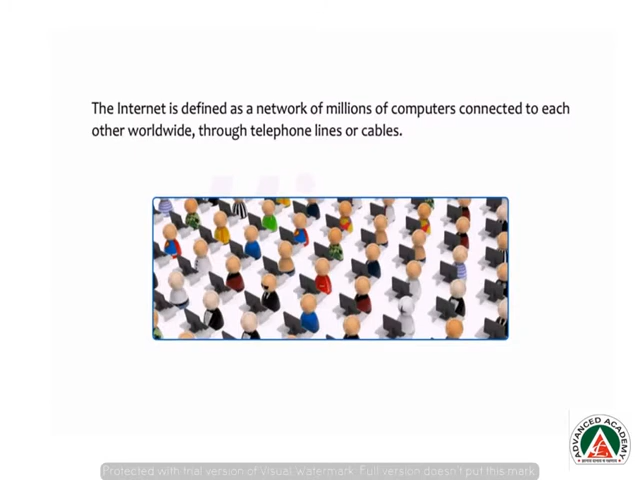 The Internet is defined as a network of millions of computers connected to each
other worldwide, through telephone lines or cables.
ADVANCED ACADEMY
Protected with trial version of Visual Watermark. Full version doesn't put this mark.